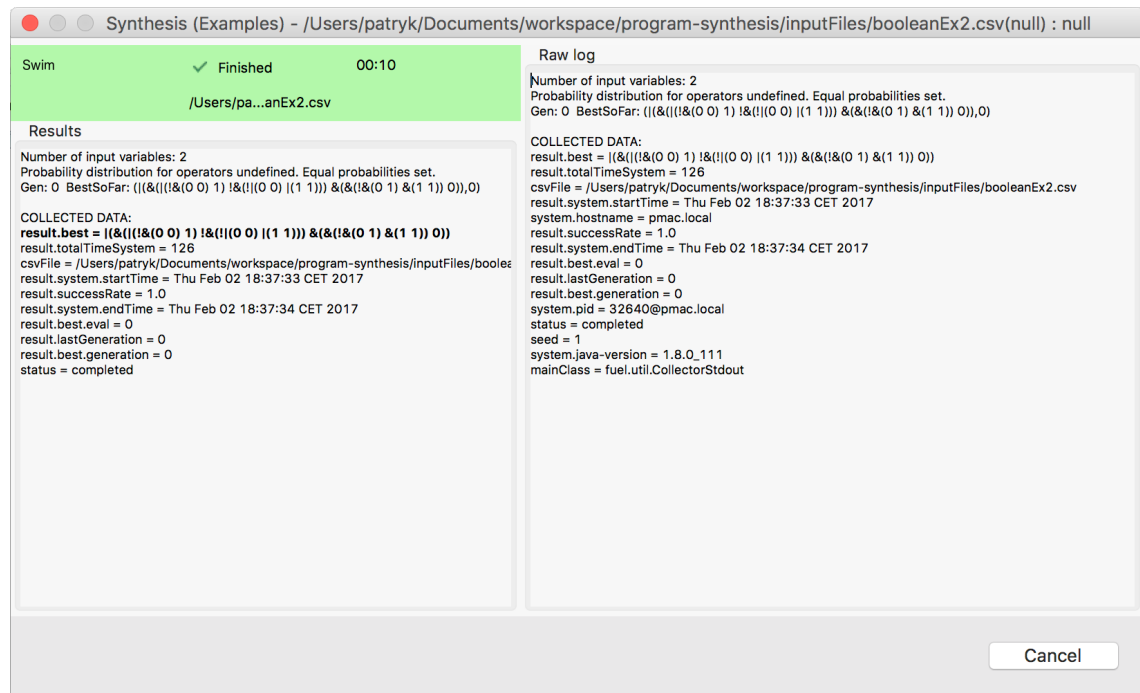 Synthesis (Examples) - /Users/patryk/Documents/workspace/program-synthesis/inputFiles/booleanEx2.csv(null) : null
Swim
Finished
00:10
/Users/pa...anEx2.csv
Results
Number of input variables: 2
Probability distribution for operators undefined. Equal probabilities set.
Gen: 0  BestSoFar: (|(&(|(!&(0 0) 1) !&(!|(0 0) |(1 1))) &(&(!&(0 1) &(1 1)) 0)),0)
COLLECTED DATA:
result.best = |(&(|(!&(0 0) 1) !&(!|(0 0) |(1 1))) &(&(!&(0 1) &(1 1)) 0))
result.totalTimeSystem = 126
csvFile = /Users/patryk/Documents/workspace/program-synthesis/inputFiles/boolea
result.system.startTime = Thu Feb 02 18:37:33 CET 2017
result.successRate = 1.0
result.system.endTime = Thu Feb 02 18:37:34 CET 2017
result.best.eval = 0
result.lastGeneration = 0
result.best.generation = 0
status = completed
Raw log
Number of input variables: 2
Probability distribution for operators undefined. Equal probabilities set.
Gen: 0  BestSoFar: (|(&(|(!&(0 0) 1) !&(!|(0 0) |(1 1))) &(&(!&(0 1) &(1 1)) 0)),0)
COLLECTED DATA:
result.best = |(&(|(!&(0 0) 1) !&(!|(0 0) |(1 1))) &(&(!&(0 1) &(1 1)) 0))
result.totalTimeSystem = 126
csvFile = /Users/patryk/Documents/workspace/program-synthesis/inputFiles/booleanEx2.csv
result.system.startTime = Thu Feb 02 18:37:33 CET 2017
system.hostname = pmac.local
result.successRate = 1.0
result.system.endTime = Thu Feb 02 18:37:34 CET 2017
result.best.eval = 0
result.lastGeneration = 0
result.best.generation = 0
system.pid = 32640@pmac.local
status = completed
seed = 1
system.java-version = 1.8.0_111
mainClass = fuel.util.CollectorStdout
Cancel